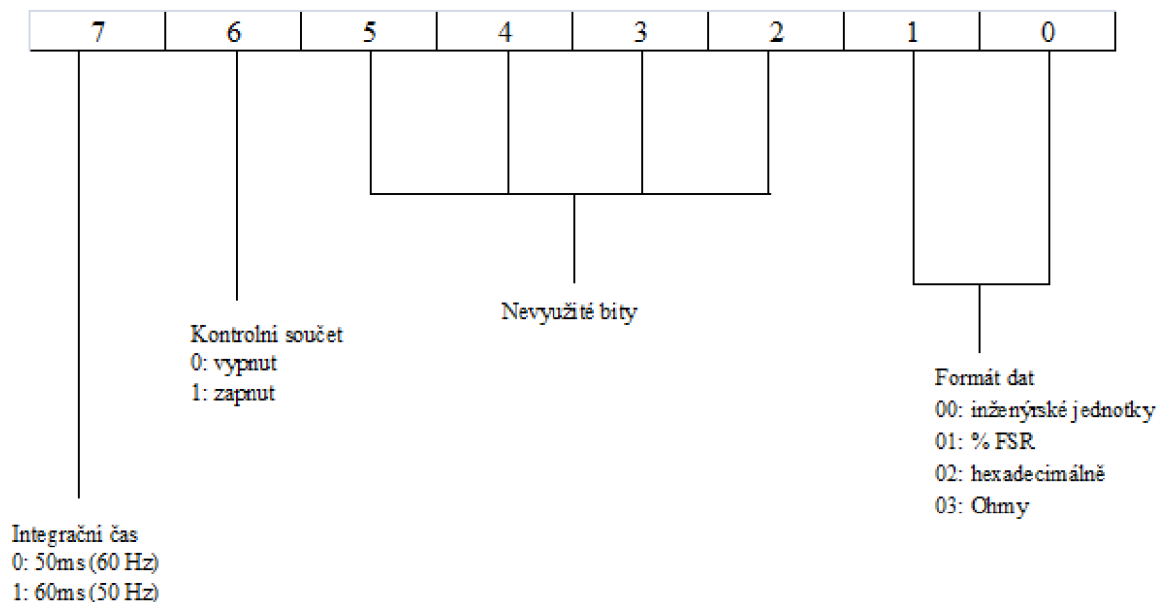 7 6 5 4 3 2 1 0
Nevyužité bity
Kontrolní součet
0: vypnut
1: zapnut
Formát dat
00: inženýrské jednotky
01: % FSR
02: hexadecimálně
03: Ohmy
Integrační čas
0: 50ms (60 Hz)
1: 60ms (50 Hz)